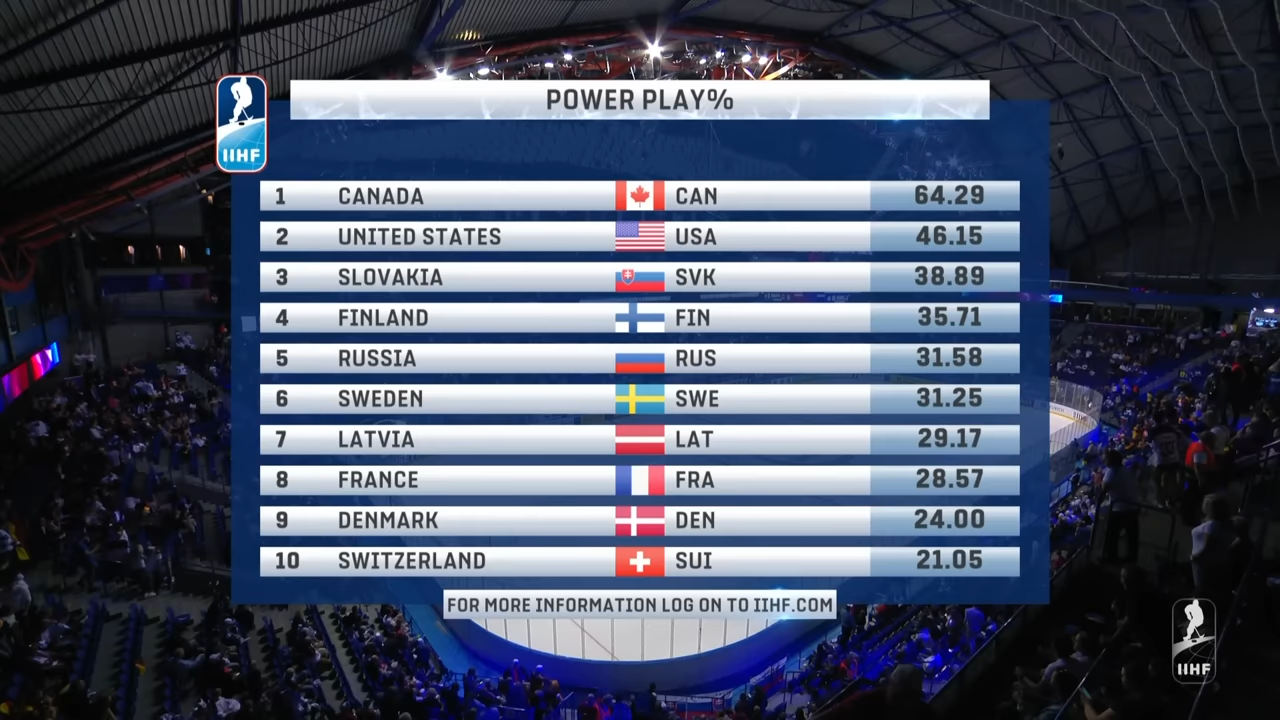 POWER PLAY%
IIHF
1 CANADA CAN 64.29
2 UNITED STATES USA 46.15
3 SLOVAKIA SVK 38.89
4 FINLAND FIN 35.71
5 RUSSIA RUS 31.58
6 SWEDEN SWE 31.25
7 LATVIA LAT 29.17
8 FRANCE FRA 28.57
9 DENMARK DEN 24.00
10 SWITZERLAND SUI 21.05
FOR MORE INFORMATION LOG ON TO IIHF.COM
IIHF